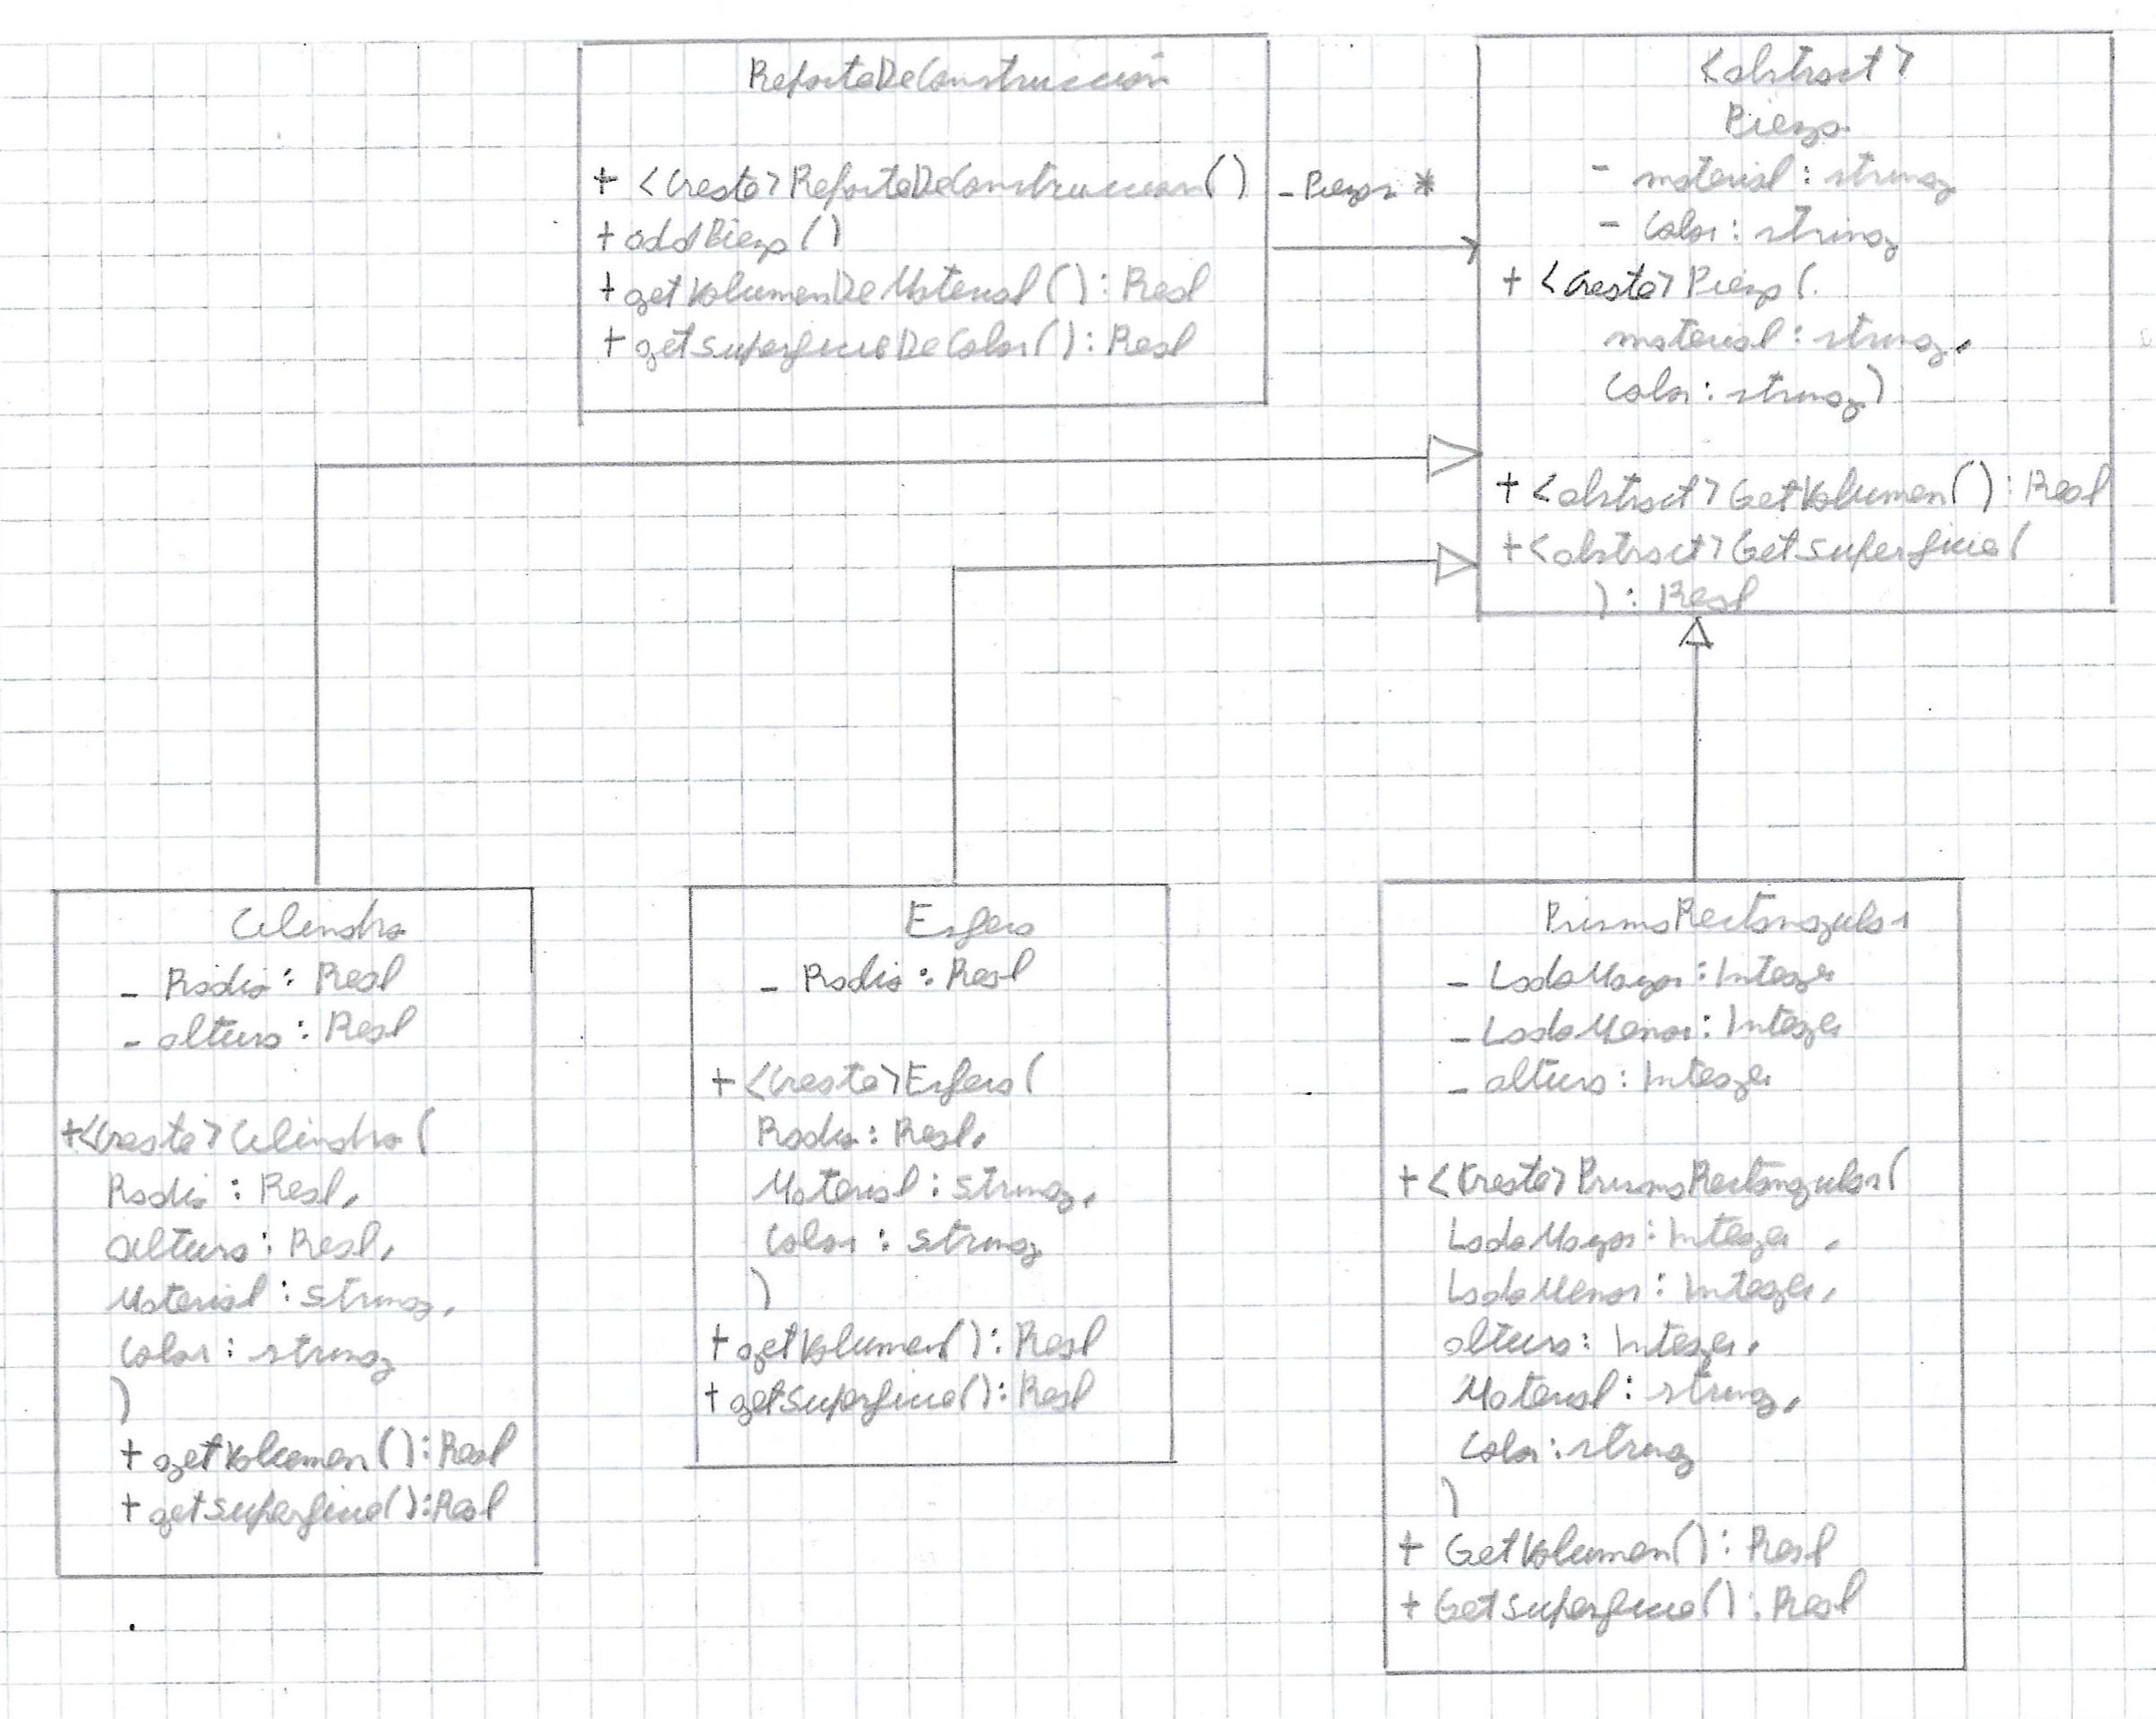 ReporteDeConstrucción
+ <create> ReporteDeConstruccion()
+ addPieza()
+ getVolumenDeMaterial(): Real
+ getSuperficieDeColor(): Real
- Piezas *
<abstract>
Pieza
- material: string
- Color: string
+ <create> Pieza(
material: string,
Color: string)
+ <abstract> GetVolumen(): Real
+ <abstract> GetSuperficie(
): Real
Cilindro
- Radio: Real
- altura: Real
+<create> Cilindro(
Radio: Real,
altura: Real,
Material: string,
Color: string
)
+ getVolumen(): Real
+ getSuperficie(): Real
Esfera
- Radio: Real
+ <create> Esfera(
Radio: Real,
Material: string,
Color: string
)
+ getVolumen(): Real
+ getSuperficie(): Real
PrismaRectangular
- LadoMayor: Integer
- LadoMenor: Integer
- altura: Integer
+ <create> PrismaRectangular(
LadoMayor: Integer,
LadoMenor: Integer,
altura: Integer,
Material: string,
Color: string
)
+ GetVolumen(): Real
+ GetSuperficie(): Real